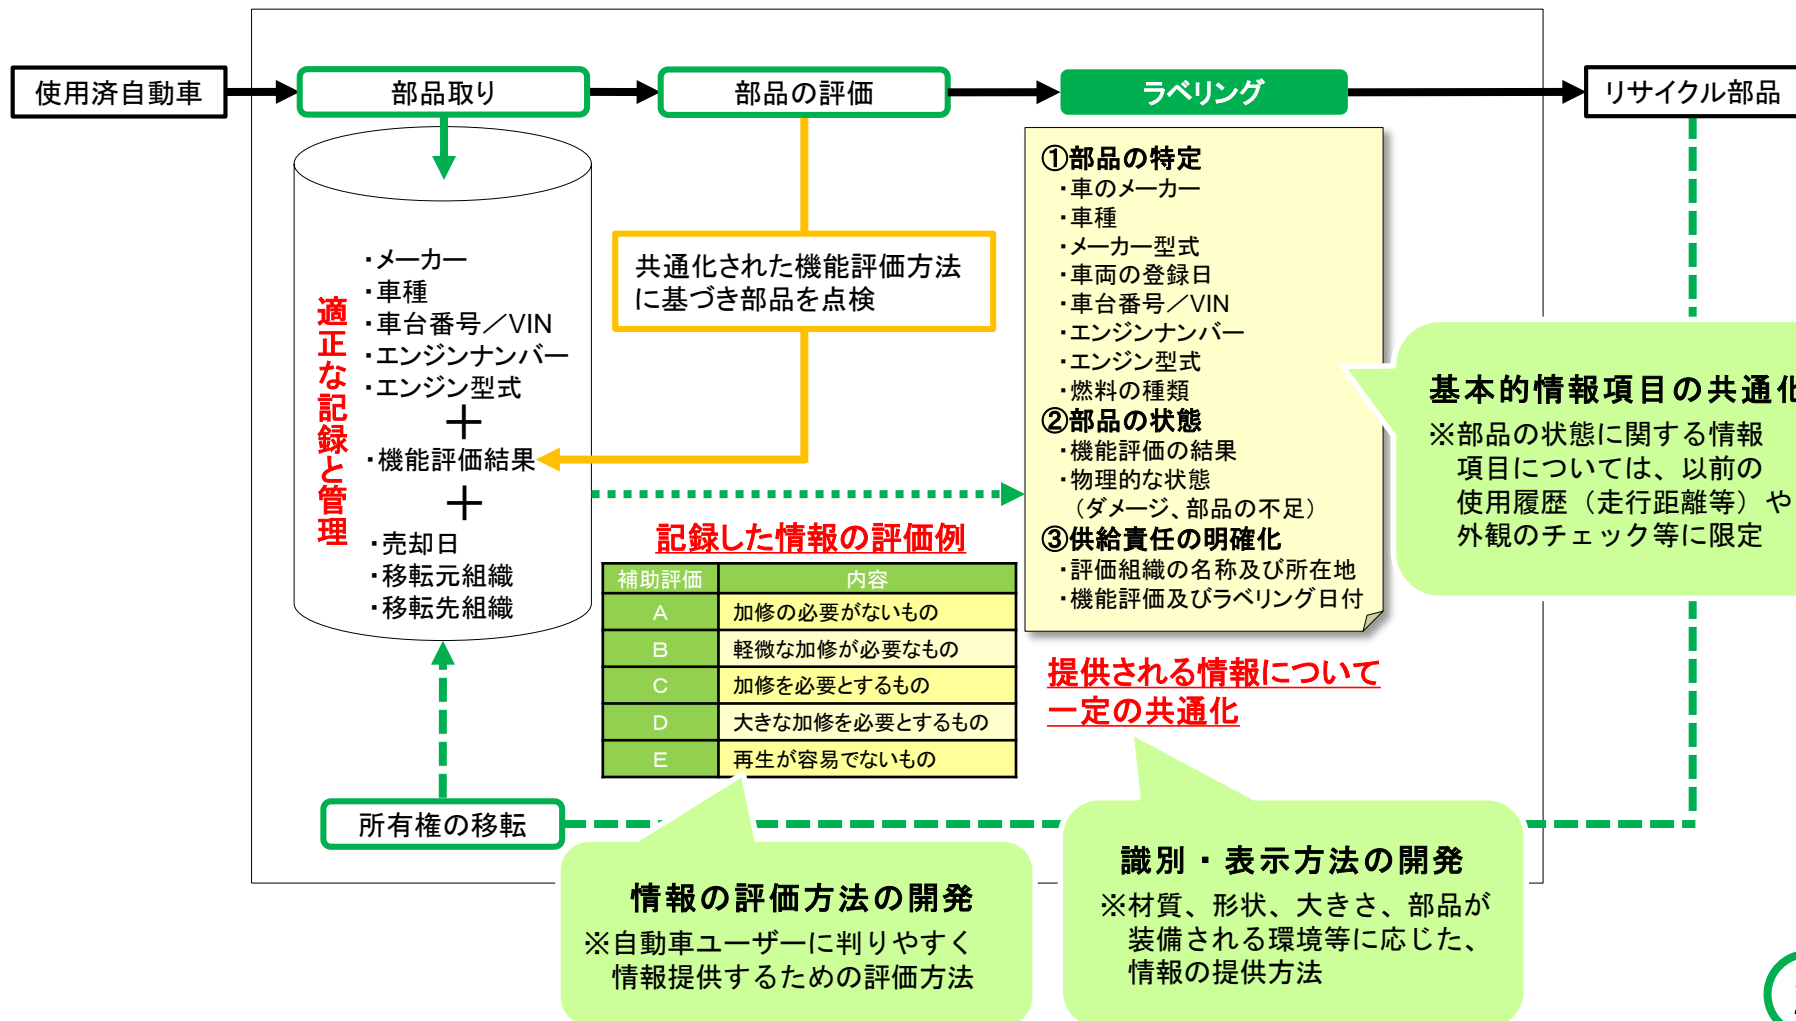 使用済自動車
部品取り
部品の評価
ラベリング
リサイクル部品
適正な記録と管理
・メーカー
・車種
・車台番号／VIN
・エンジンナンバー
・エンジン型式
＋
・機能評価結果
＋
・売却日
・移転元組織
・移転先組織
共通化された機能評価方法
に基づき部品を点検
①部品の特定
・車のメーカー
・車種
・メーカー型式
・車両の登録日
・車台番号／VIN
・エンジンナンバー
・エンジン型式
・燃料の種類
②部品の状態
・機能評価の結果
・物理的な状態
（ダメージ、部品の不足）
③供給責任の明確化
・評価組織の名称及び所在地
・機能評価及びラベリング日付
基本的情報項目の共通化
※部品の状態に関する情報
項目については、以前の
使用履歴（走行距離等）や
外観のチェック等に限定
記録した情報の評価例
補助評価 内容
A 加修の必要がないもの
B 軽微な加修が必要なもの
C 加修を必要とするもの
D 大きな加修を必要とするもの
E 再生が容易でないもの
提供される情報について
一定の共通化
所有権の移転
情報の評価方法の開発
※自動車ユーザーに判りやすく
情報提供するための評価方法
識別・表示方法の開発
※材質、形状、大きさ、部品が
装備される環境等に応じた、
情報の提供方法